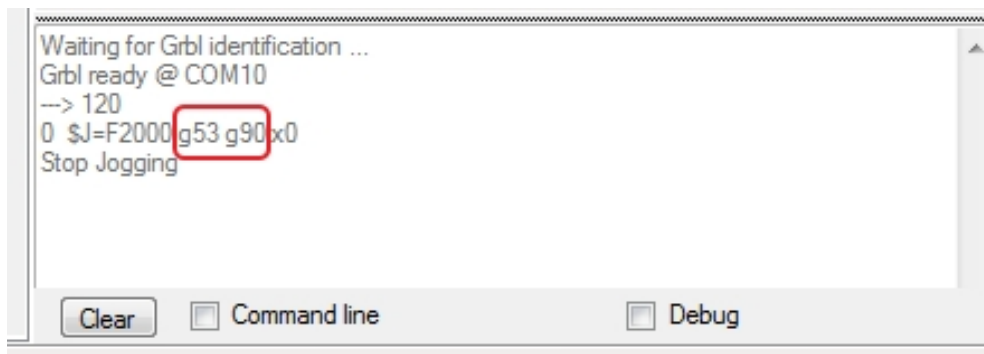 Waiting for Grbl identification ...
Grbl ready @ COM10
---> 120
0 $J=F2000 g53 g90 x0
Stop Jogging
Clear
Command line
Debug